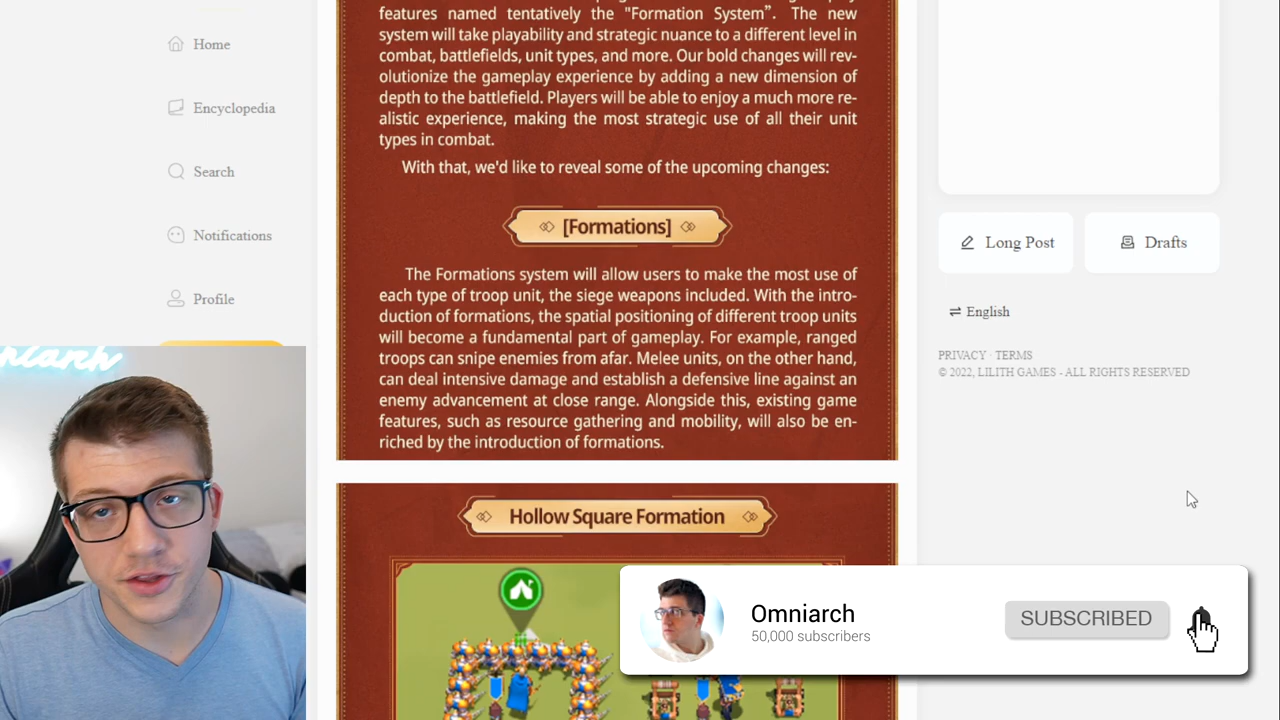 Home
Encyclopedia
Search
Notifications
Profile
features named tentatively the "Formation System". The new
system will take playability and strategic nuance to a different level in
combat, battlefields, unit types, and more. Our bold changes will rev-
olutionize the gameplay experience by adding a new dimension of
depth to the battlefield. Players will be able to enjoy a much more re-
alistic experience, making the most strategic use of all their unit
types in combat.
With that, we'd like to reveal some of the upcoming changes:
[Formations]
The Formations system will allow users to make the most use of
each type of troop unit, the siege weapons included. With the intro-
duction of formations, the spatial positioning of different troop units
will become a fundamental part of gameplay. For example, ranged
troops can snipe enemies from afar. Melee units, on the other hand,
can deal intensive damage and establish a defensive line against an
enemy advancement at close range. Alongside this, existing game
features, such as resource gathering and mobility, will also be en-
riched by the introduction of formations.
Hollow Square Formation
Long Post
Drafts
English
PRIVACY · TERMS
© 2022, LILITH GAMES - ALL RIGHTS RESERVED
Omniarch
50,000 subscribers
SUBSCRIBED